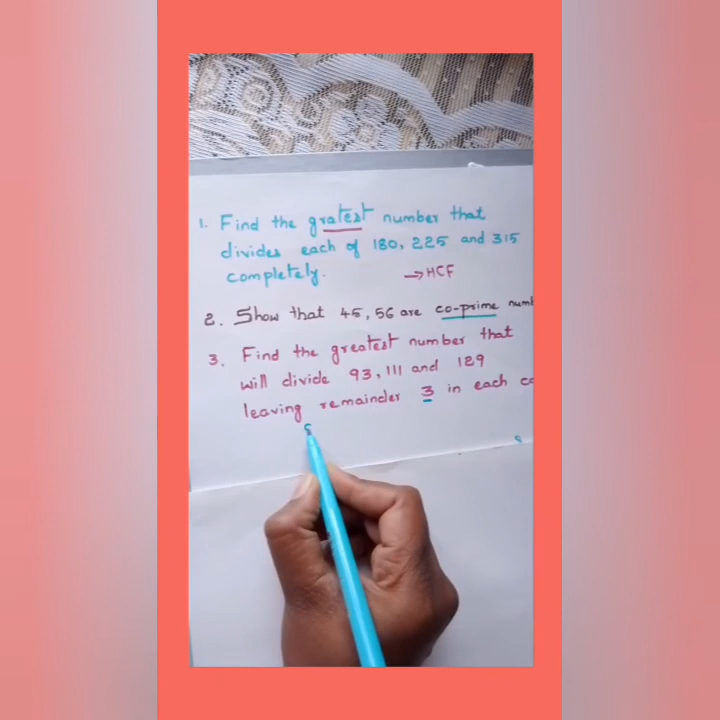 1. Find the gratest number that
divides each of 180, 225 and 315
completely. →HCF
2. Show that 45, 56 are co-prime
3. Find the greatest number that
will divide 93, 111 and 129
leaving remainder 3 in each